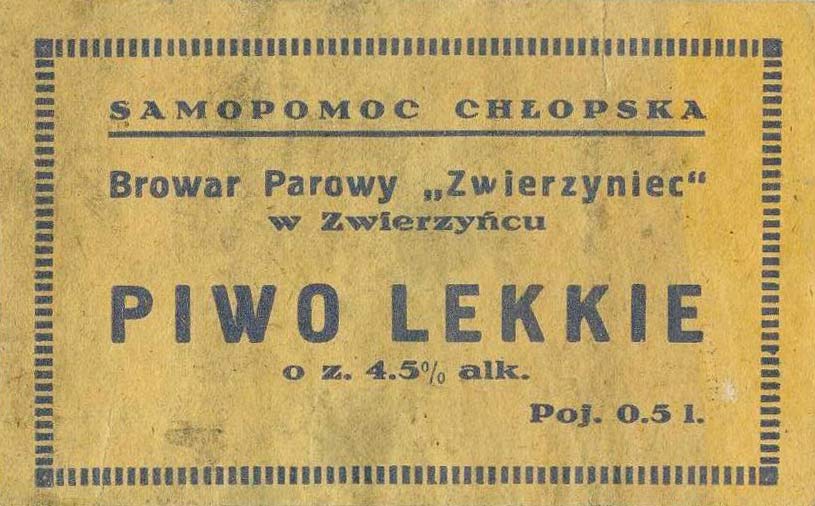 SAMOPOMOC CHŁOPSKA
Browar Parowy „Zwierzyniec“
w Zwierzyńcu
PIWO LEKKIE
o z. 4.5% alk.
Poj. 0.5 l.